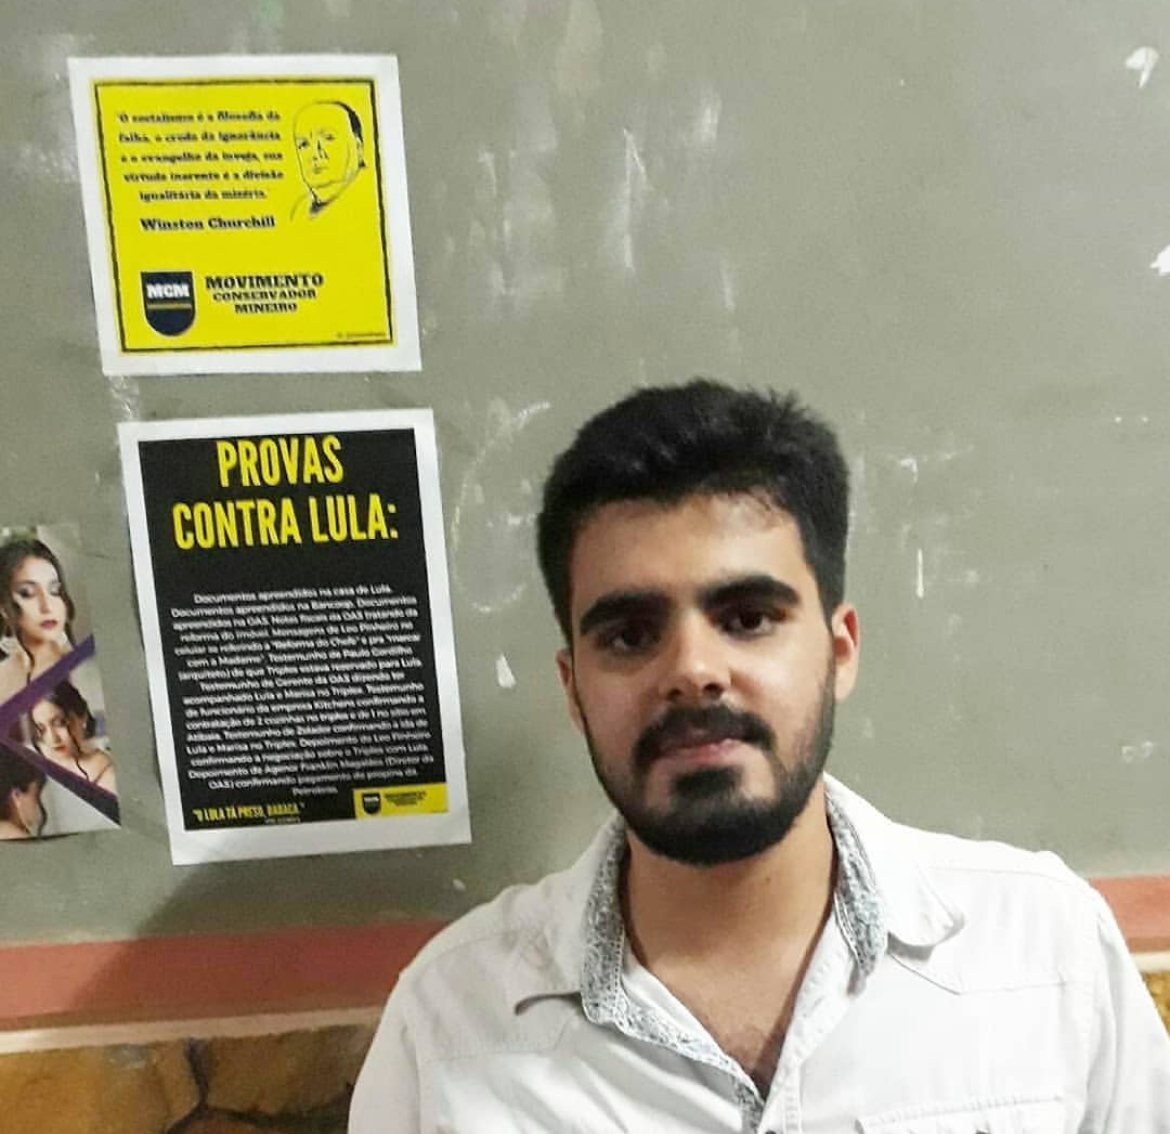 "O socialismo é a filosofia da
falha, o credo da ignorância
e o evangelho da inveja, sua
virtude inerente é a divisão
igualitária da miséria."
Winston Churchill
MCM
MOVIMENTO
CONSERVADOR
MINEIRO
PROVAS
CONTRA LULA:
Documentos apreendidos na casa de Lula.
Documentos apreendidos na Bancoop. Documentos
apreendidos na OAS. Notas fiscais da OAS tratando da
reforma do imóvel. Mensagens de Leo Pinheiro no
celular se referindo a "Reforma do Chefe" e pra "marcar
com a Madame". Testemunho de Paulo Gordilho
(arquiteto) de que Triplex estava reservado para Lula.
Testemunho de Gerente da OAS dizendo ter
acompanhado Lula e Marisa no Triplex. Testemunho
de funcionário da empresa Kitchens confirmando a
contratação de 2 cozinhas no triplex e de 1 no sítio em
Atibaia. Testemunho de Zelador confirmando a ida de
Lula e Marisa no Triplex. Depoimento do Leo Pinheiro
confirmando a negociação sobre o Triplex com Lula.
Depoimento de Agenor Franklin Magalães (Diretor da
OAS) confirmando pagamento de propina da
Petrobras.
"O LULA TÁ PRESO, BABACA."